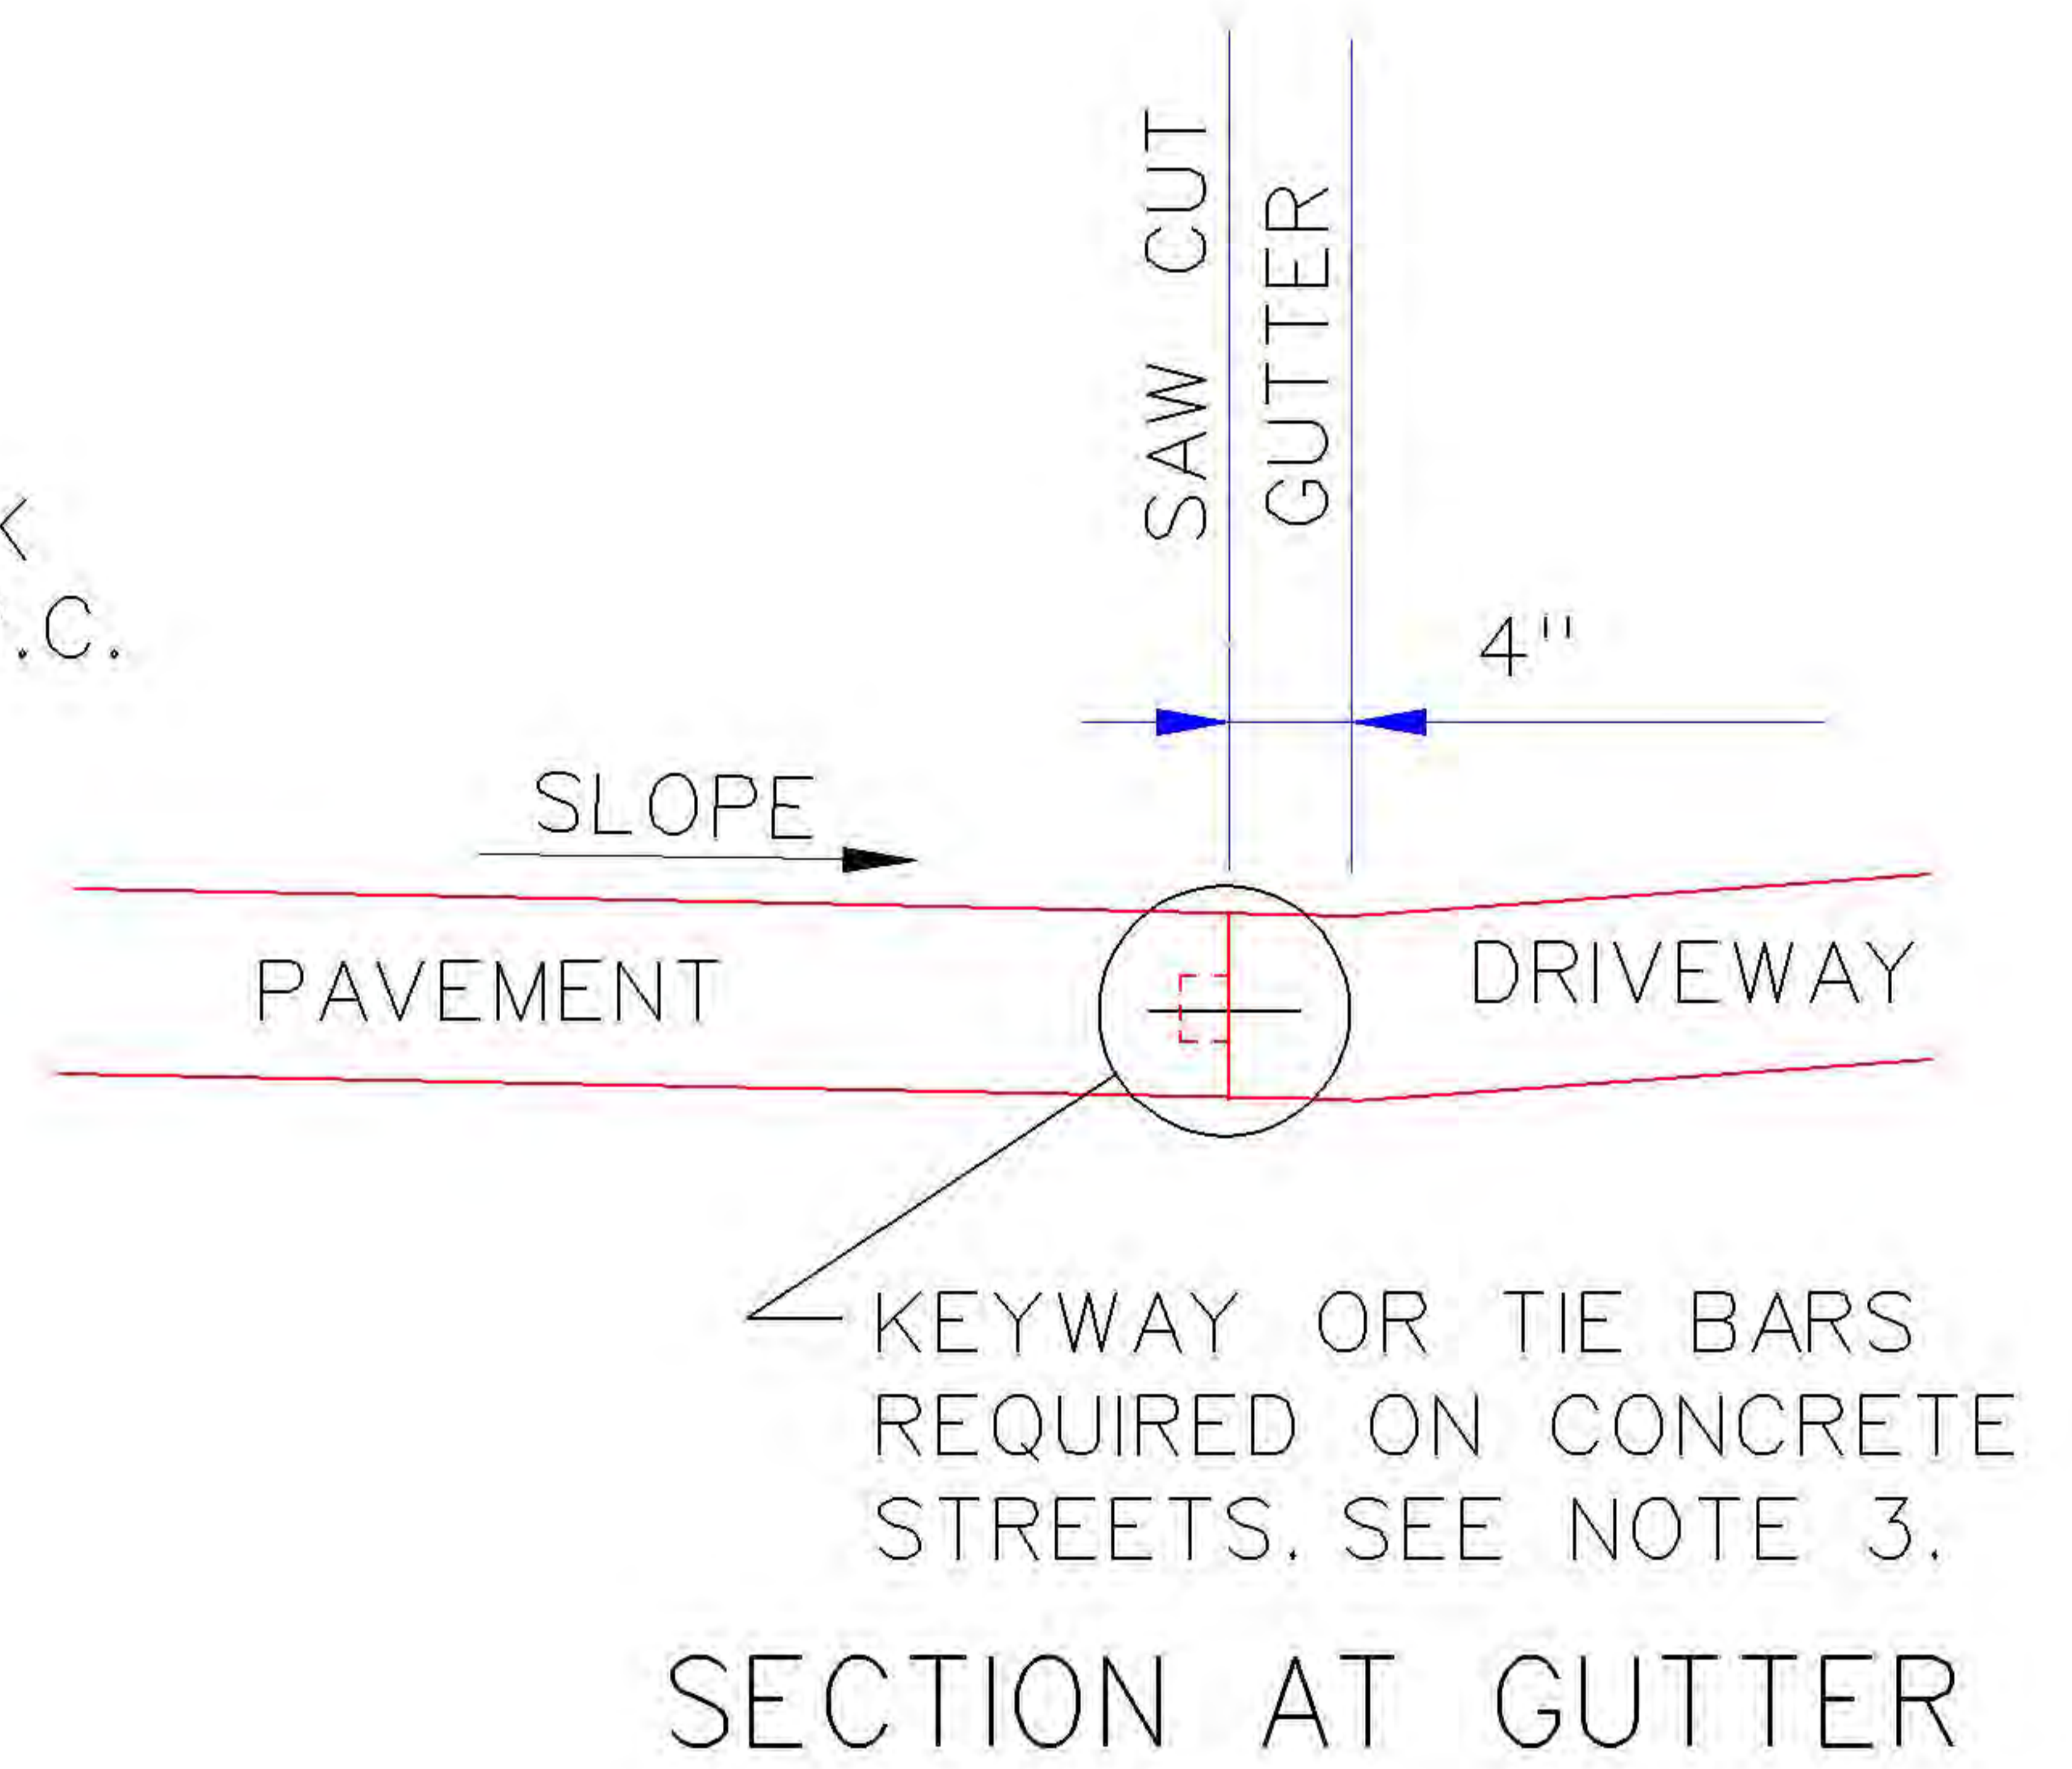 SAW CUT
GUTTER
K
.C.
4"
SLOPE
PAVEMENT
DRIVEWAY
KEYWAY OR TIE BARS
REQUIRED ON CONCRETE
STREETS. SEE NOTE 3.
SECTION AT GUTTER